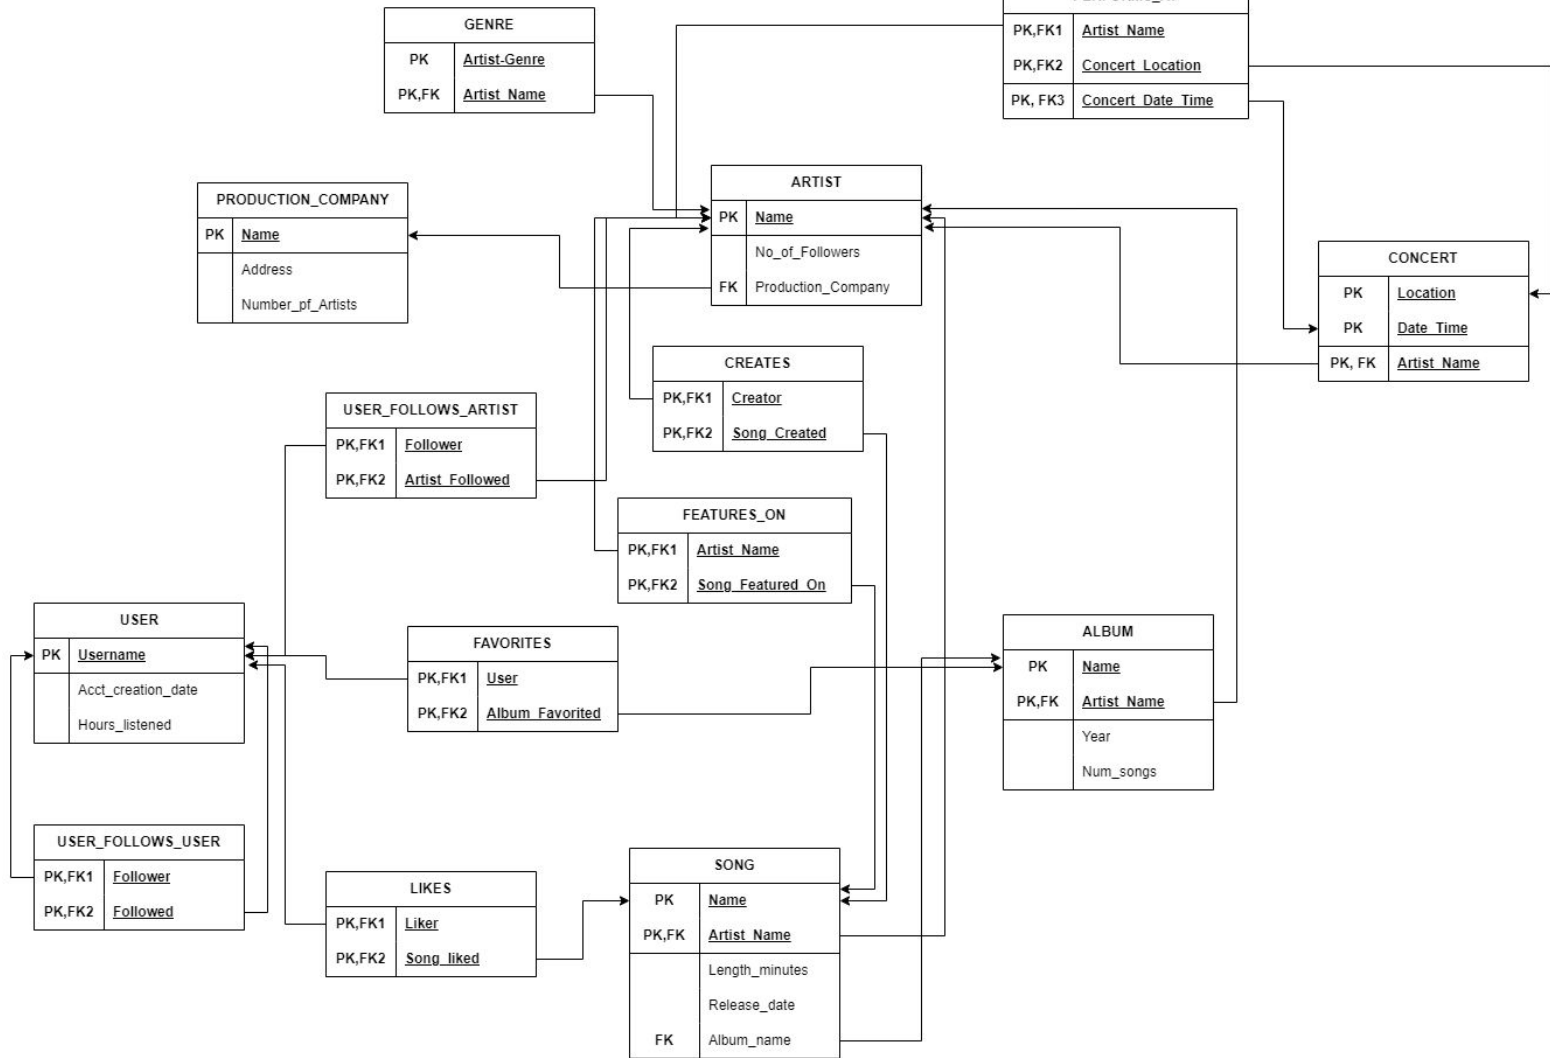 GENRE
PK Artist-Genre
PK,FK Artist_Name
PK,FK1 Artist_Name
PK,FK2 Concert_Location
PK, FK3 Concert_Date_Time
PRODUCTION_COMPANY
PK Name
Address
Number_pf_Artists
ARTIST
PK Name
No_of_Followers
FK Production_Company
CONCERT
PK Location
PK Date_Time
PK, FK Artist_Name
CREATES
PK,FK1 Creator
PK,FK2 Song_Created
USER_FOLLOWS_ARTIST
PK,FK1 Follower
PK,FK2 Artist_Followed
FEATURES_ON
PK,FK1 Artist_Name
PK,FK2 Song_Featured_On
USER
PK Username
Acct_creation_date
Hours_listened
FAVORITES
PK,FK1 User
PK,FK2 Album_Favorited
ALBUM
PK Name
PK,FK Artist_Name
Year
Num_songs
USER_FOLLOWS_USER
PK,FK1 Follower
PK,FK2 Followed
LIKES
PK,FK1 Liker
PK,FK2 Song_liked
SONG
PK Name
PK,FK Artist_Name
Length_minutes
Release_date
FK Album_name